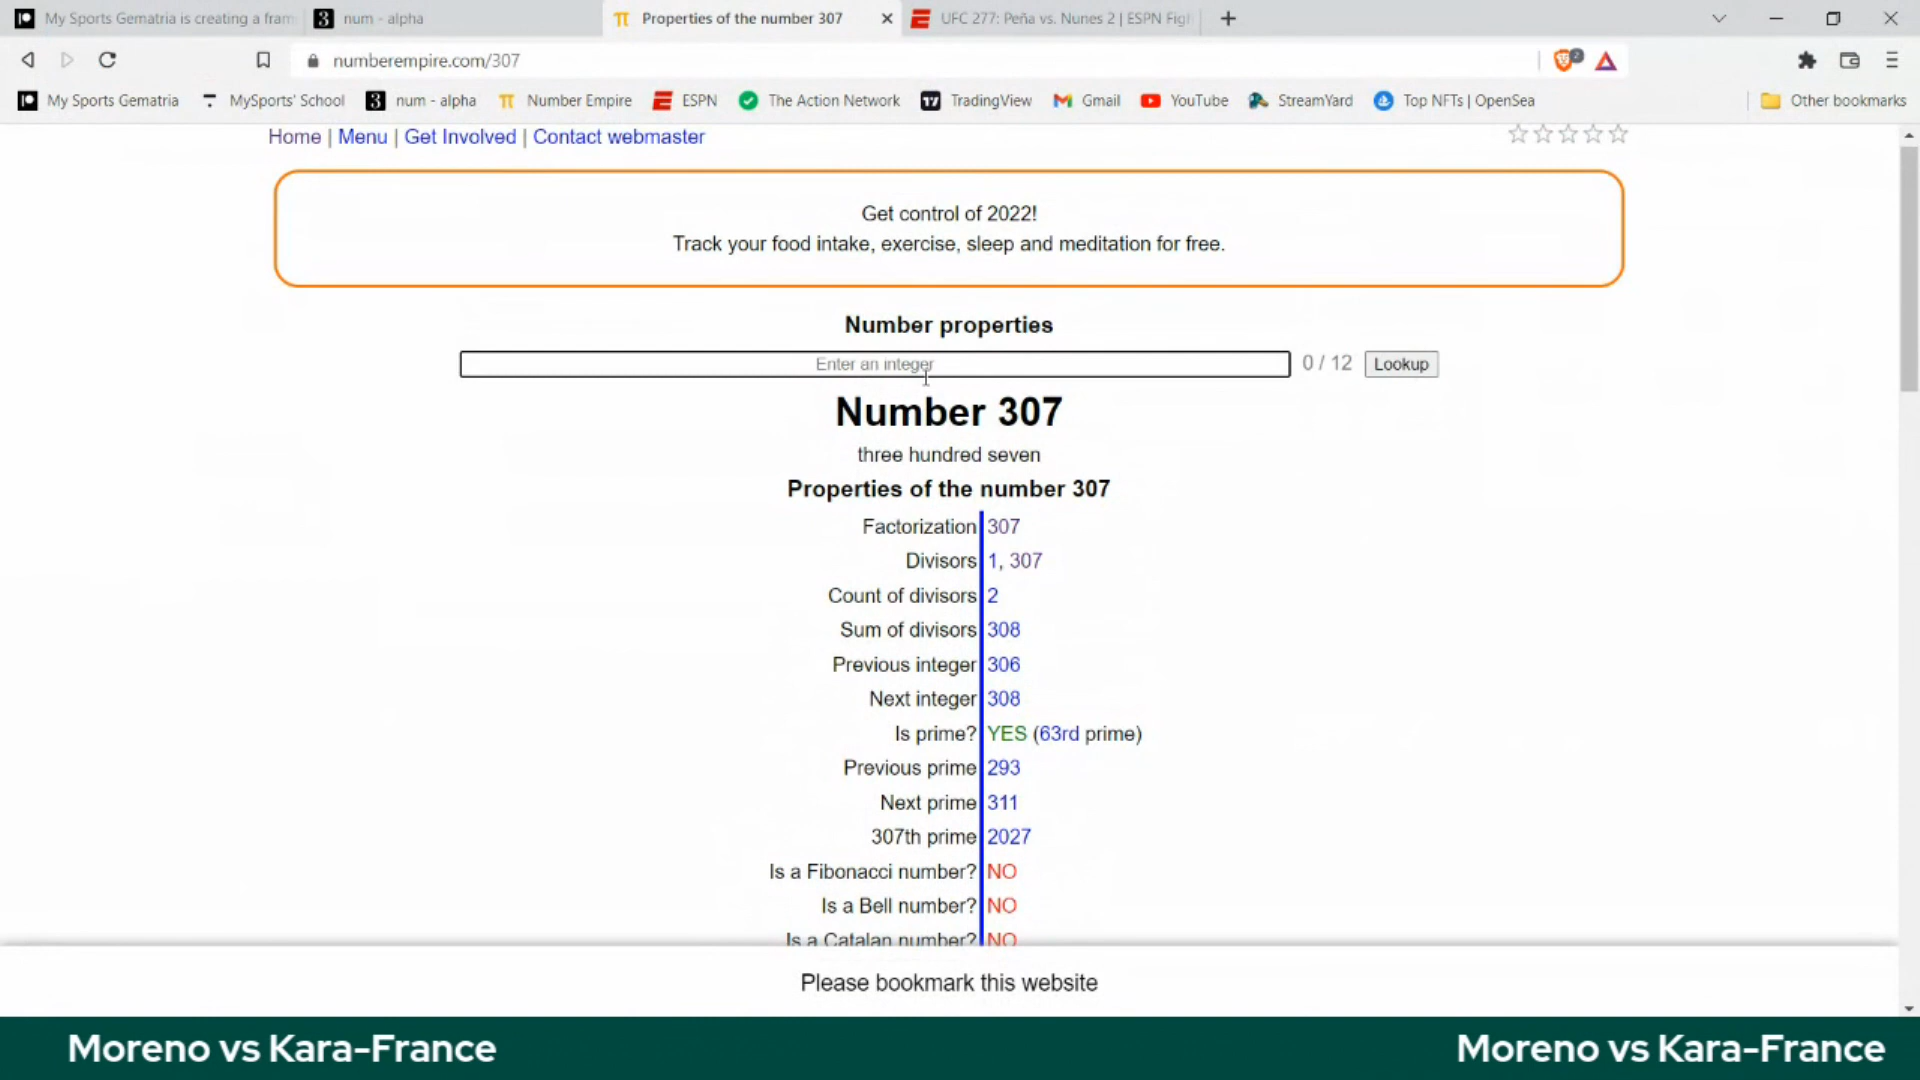 My Sports Gematria is creating a fram
3 num - alpha
π Properties of the number 307
UFC 277: Peña vs. Nunes 2 | ESPN Figh
numberempire.com/307
2
My Sports Gematria
MySports' School
3 num - alpha
π Number Empire
ESPN
The Action Network
TradingView
Gmail
YouTube
StreamYard
Top NFTs | OpenSea
Other bookmarks
Home | Menu | Get Involved | Contact webmaster
Get control of 2022!
Track your food intake, exercise, sleep and meditation for free.
Number properties
Enter an integer 0 / 12 Lookup
Number 307
three hundred seven
Properties of the number 307
Factorization 307
Divisors 1, 307
Count of divisors 2
Sum of divisors 308
Previous integer 306
Next integer 308
Is prime? YES (63rd prime)
Previous prime 293
Next prime 311
307th prime 2027
Is a Fibonacci number? NO
Is a Bell number? NO
Is a Catalan number? NO
Please bookmark this website
Moreno vs Kara-France
Moreno vs Kara-France